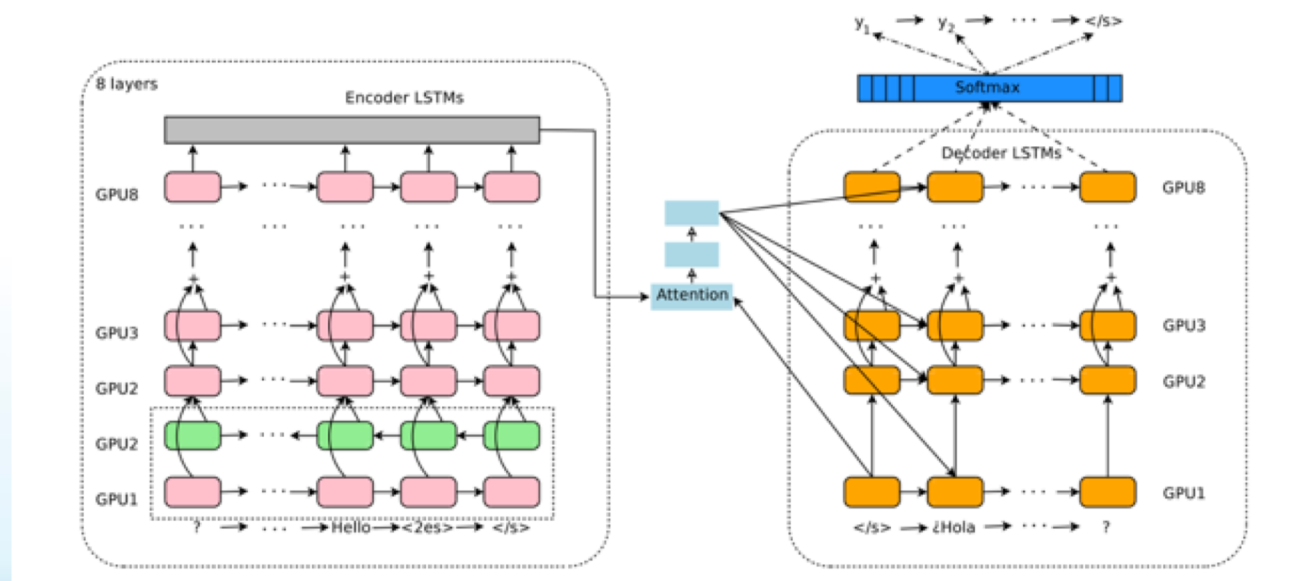 y1 y2 ... </s>
Softmax
8 layers
Encoder LSTMs
Decoder LSTMs
GPU8 ... ... GPU8
... ... ... ... ... ... ... ...
+ + + + + + +
Attention
GPU3 ... ... GPU3
GPU2 ... ... GPU2
GPU2 ...
GPU1 ... ... GPU1
? ... Hello <2es> </s>
</s> ¿Hola ... ?